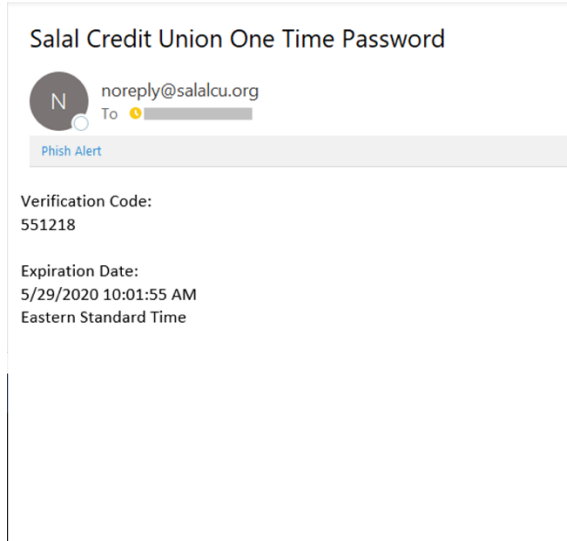 Salal Credit Union One Time Password
N
noreply@salalcu.org
To
Phish Alert
Verification Code:
551218
Expiration Date:
5/29/2020 10:01:55 AM
Eastern Standard Time